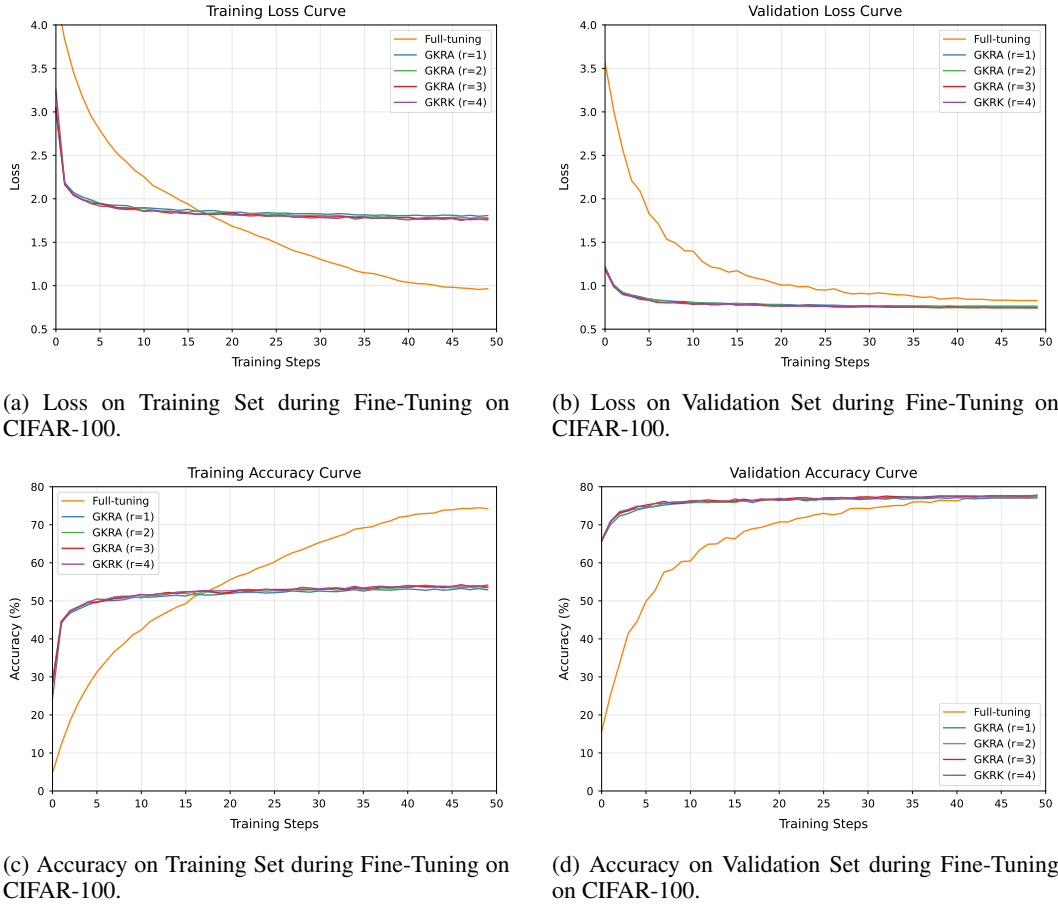 Training Loss Curve
4.0
3.5
3.0
2.5
2.0
1.5
1.0
0.5
Loss
0 5 10 15 20 25 30 35 40 45 50
Training Steps
Full-tuning
GKRA (r=1)
GKRA (r=2)
GKRA (r=3)
GKRK (r=4)
(a) Loss on Training Set during Fine-Tuning on
CIFAR-100.
Validation Loss Curve
4.0
3.5
3.0
2.5
2.0
1.5
1.0
0.5
Loss
0 5 10 15 20 25 30 35 40 45 50
Training Steps
Full-tuning
GKRA (r=1)
GKRA (r=2)
GKRA (r=3)
GKRK (r=4)
(b) Loss on Validation Set during Fine-Tuning on
CIFAR-100.
Training Accuracy Curve
80
70
60
50
40
30
20
10
0
Accuracy (%)
0 5 10 15 20 25 30 35 40 45 50
Training Steps
Full-tuning
GKRA (r=1)
GKRA (r=2)
GKRA (r=3)
GKRK (r=4)
(c) Accuracy on Training Set during Fine-Tuning on
CIFAR-100.
Validation Accuracy Curve
80
70
60
50
40
30
20
10
0
Accuracy (%)
0 5 10 15 20 25 30 35 40 45 50
Training Steps
Full-tuning
GKRA (r=1)
GKRA (r=2)
GKRA (r=3)
GKRK (r=4)
(d) Accuracy on Validation Set during Fine-Tuning
on CIFAR-100.